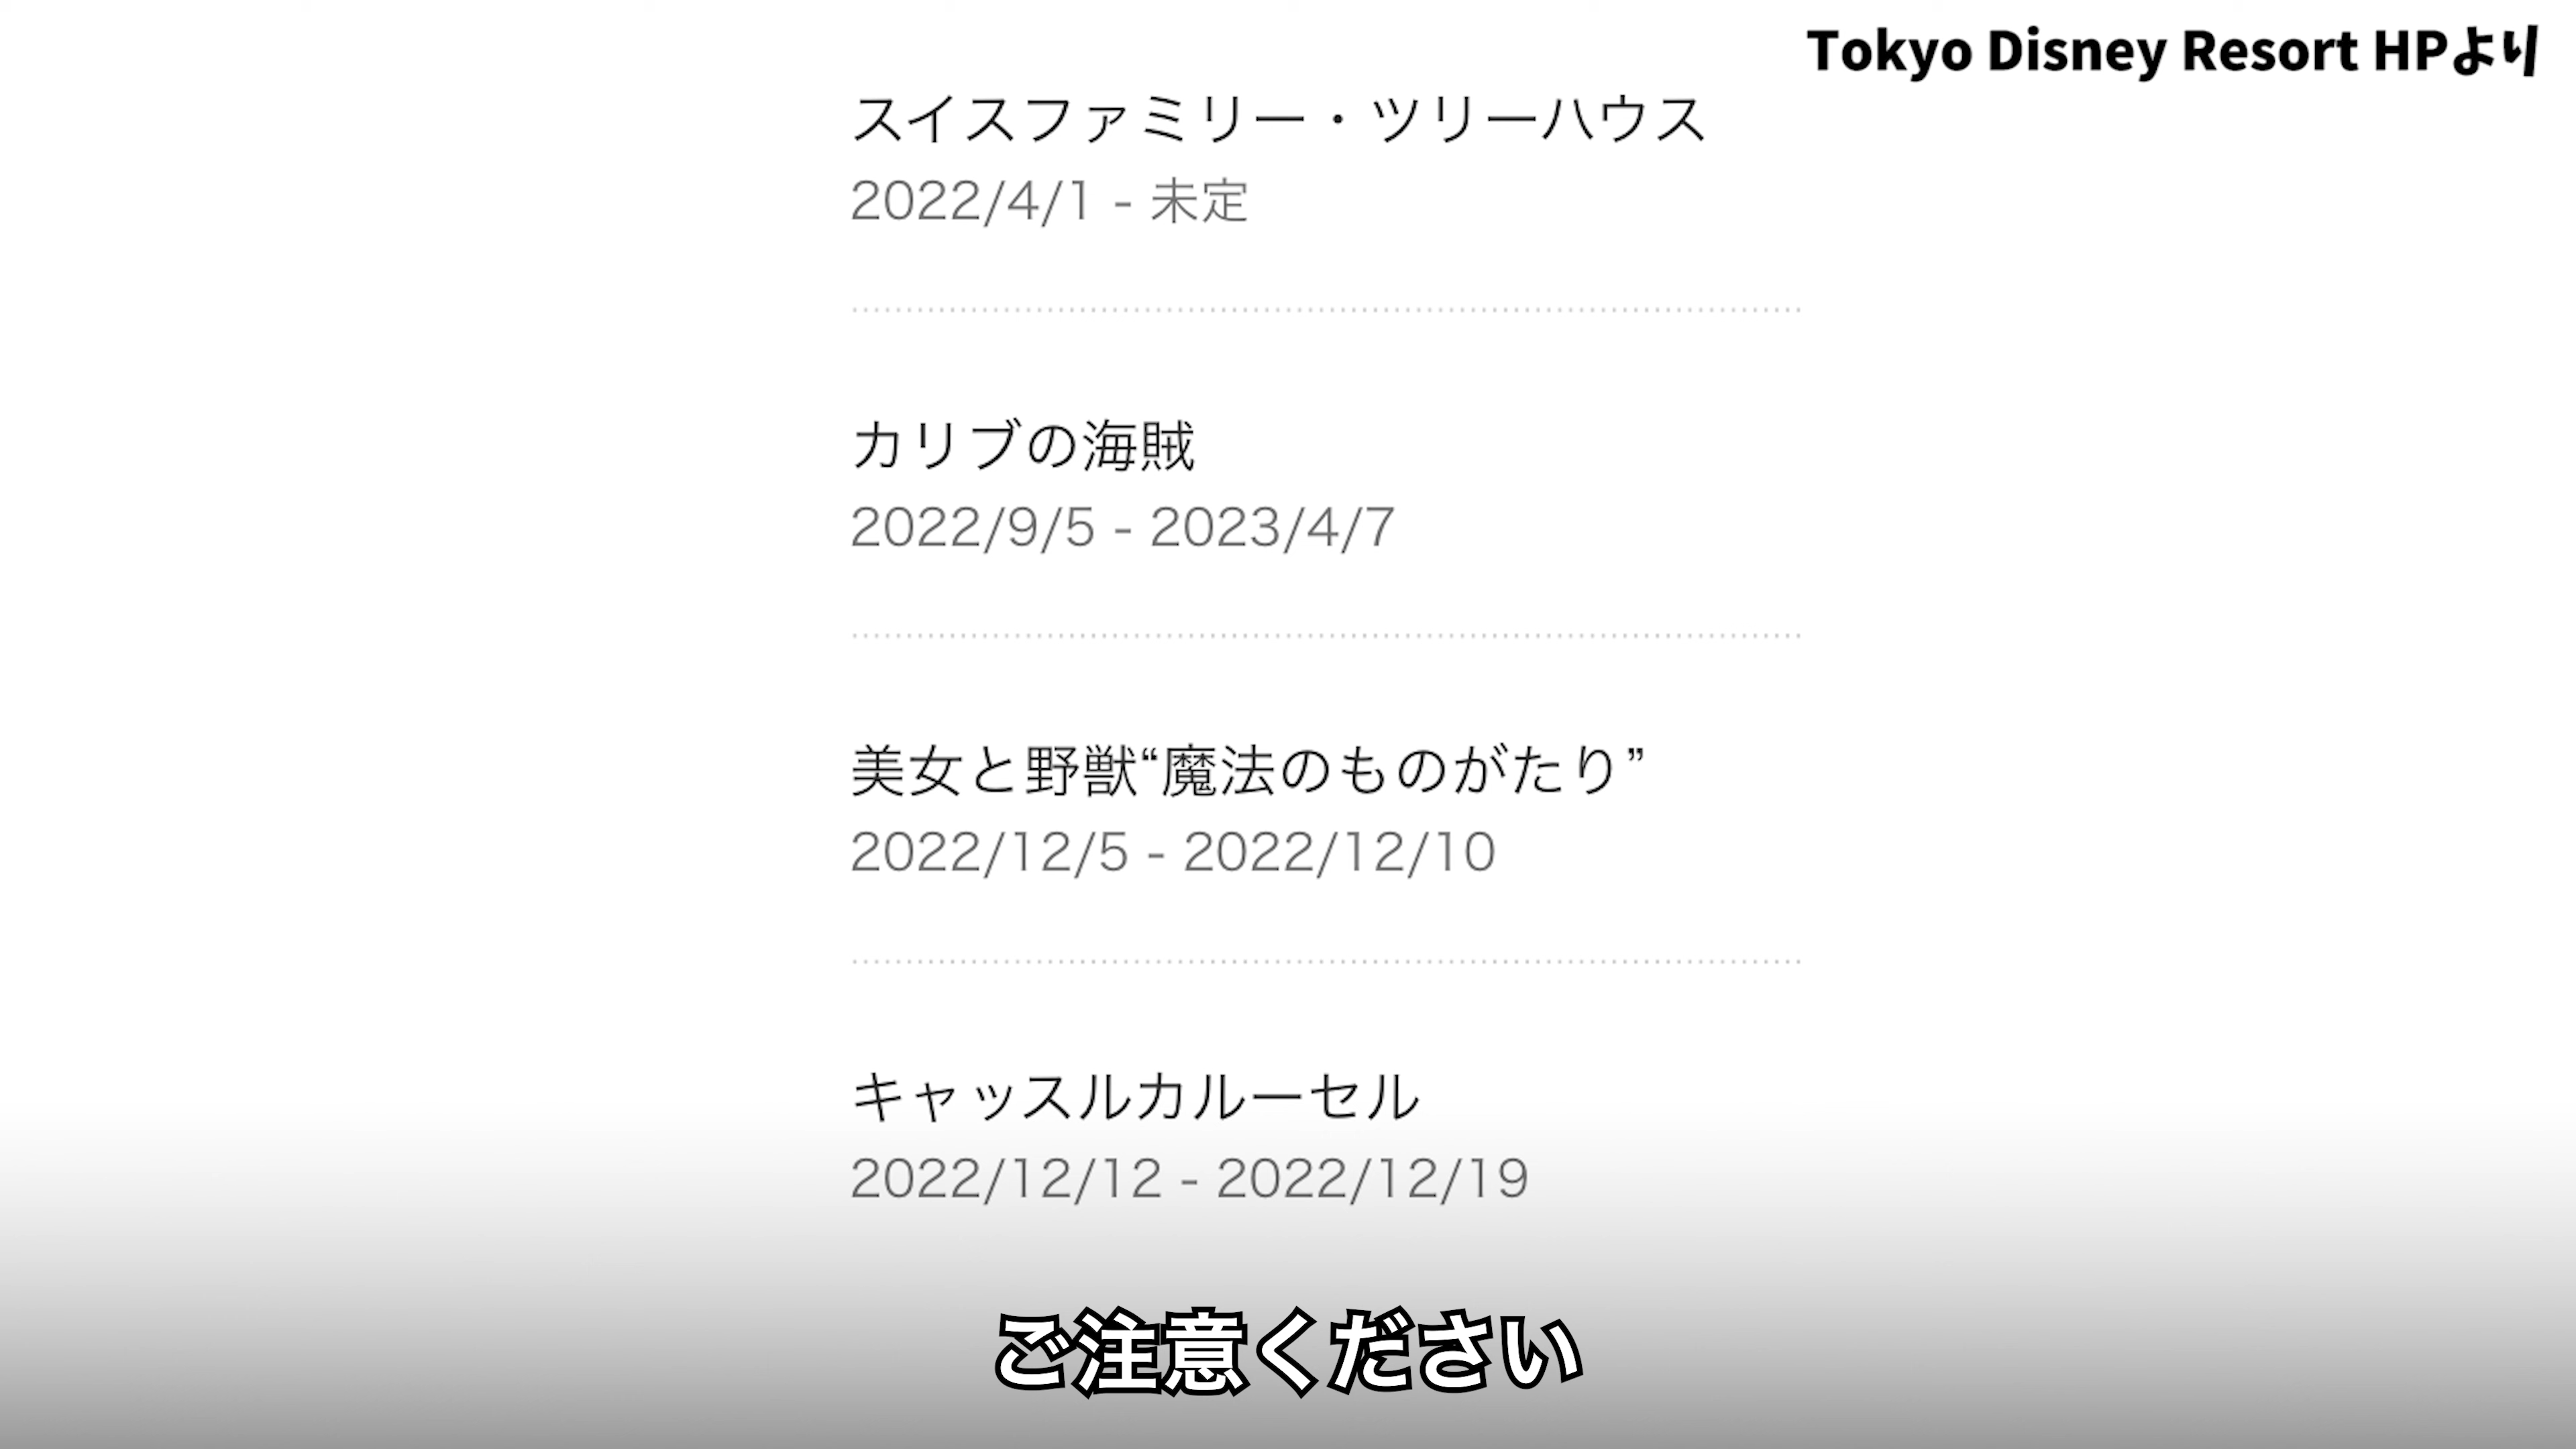 Tokyo Disney Resort HPより
スイスファミリー・ツリーハウス
2022/4/1 - 未定
カリブの海賊
2022/9/5 - 2023/4/7
美女と野獣“魔法のものがたり”
2022/12/5 - 2022/12/10
キャッスルカルーセル
2022/12/12 - 2022/12/19
ご注意ください